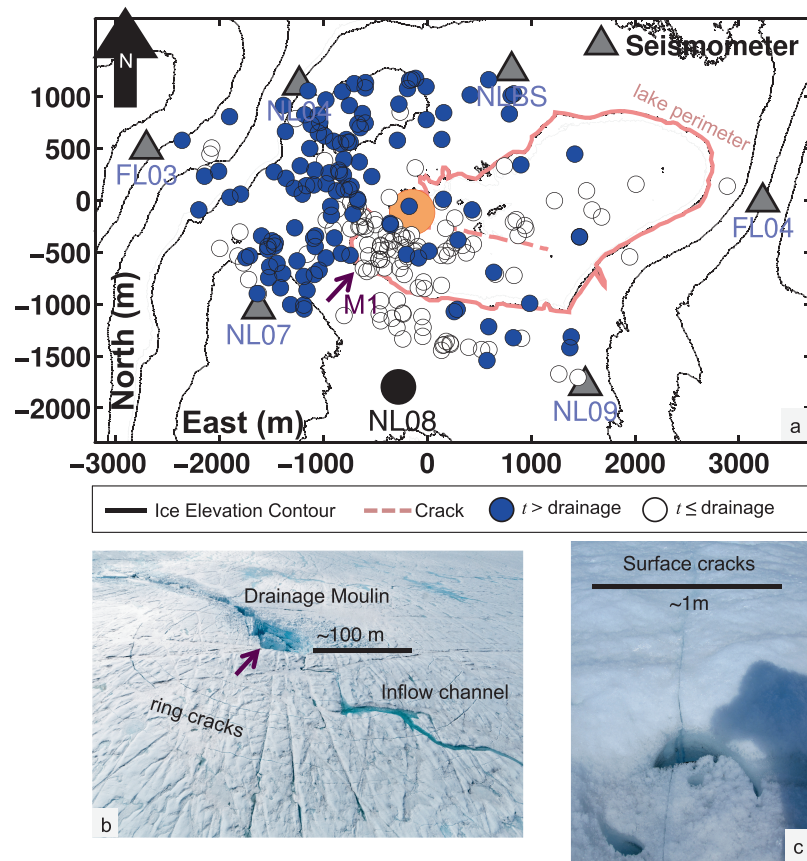 N
Seismometer
NL04
NLBS
lake perimeter
FL03
FL04
M1
NL07
NL08
NL09
North (m)
East (m)
1000
500
0
−500
−1000
−1500
−2000
a
−3000 −2000 −1000 0 1000 2000 3000
Ice Elevation Contour Crack t > drainage t ≤ drainage
Drainage Moulin
~100 m
Inflow channel
ring cracks
b
Surface cracks
~1m
c